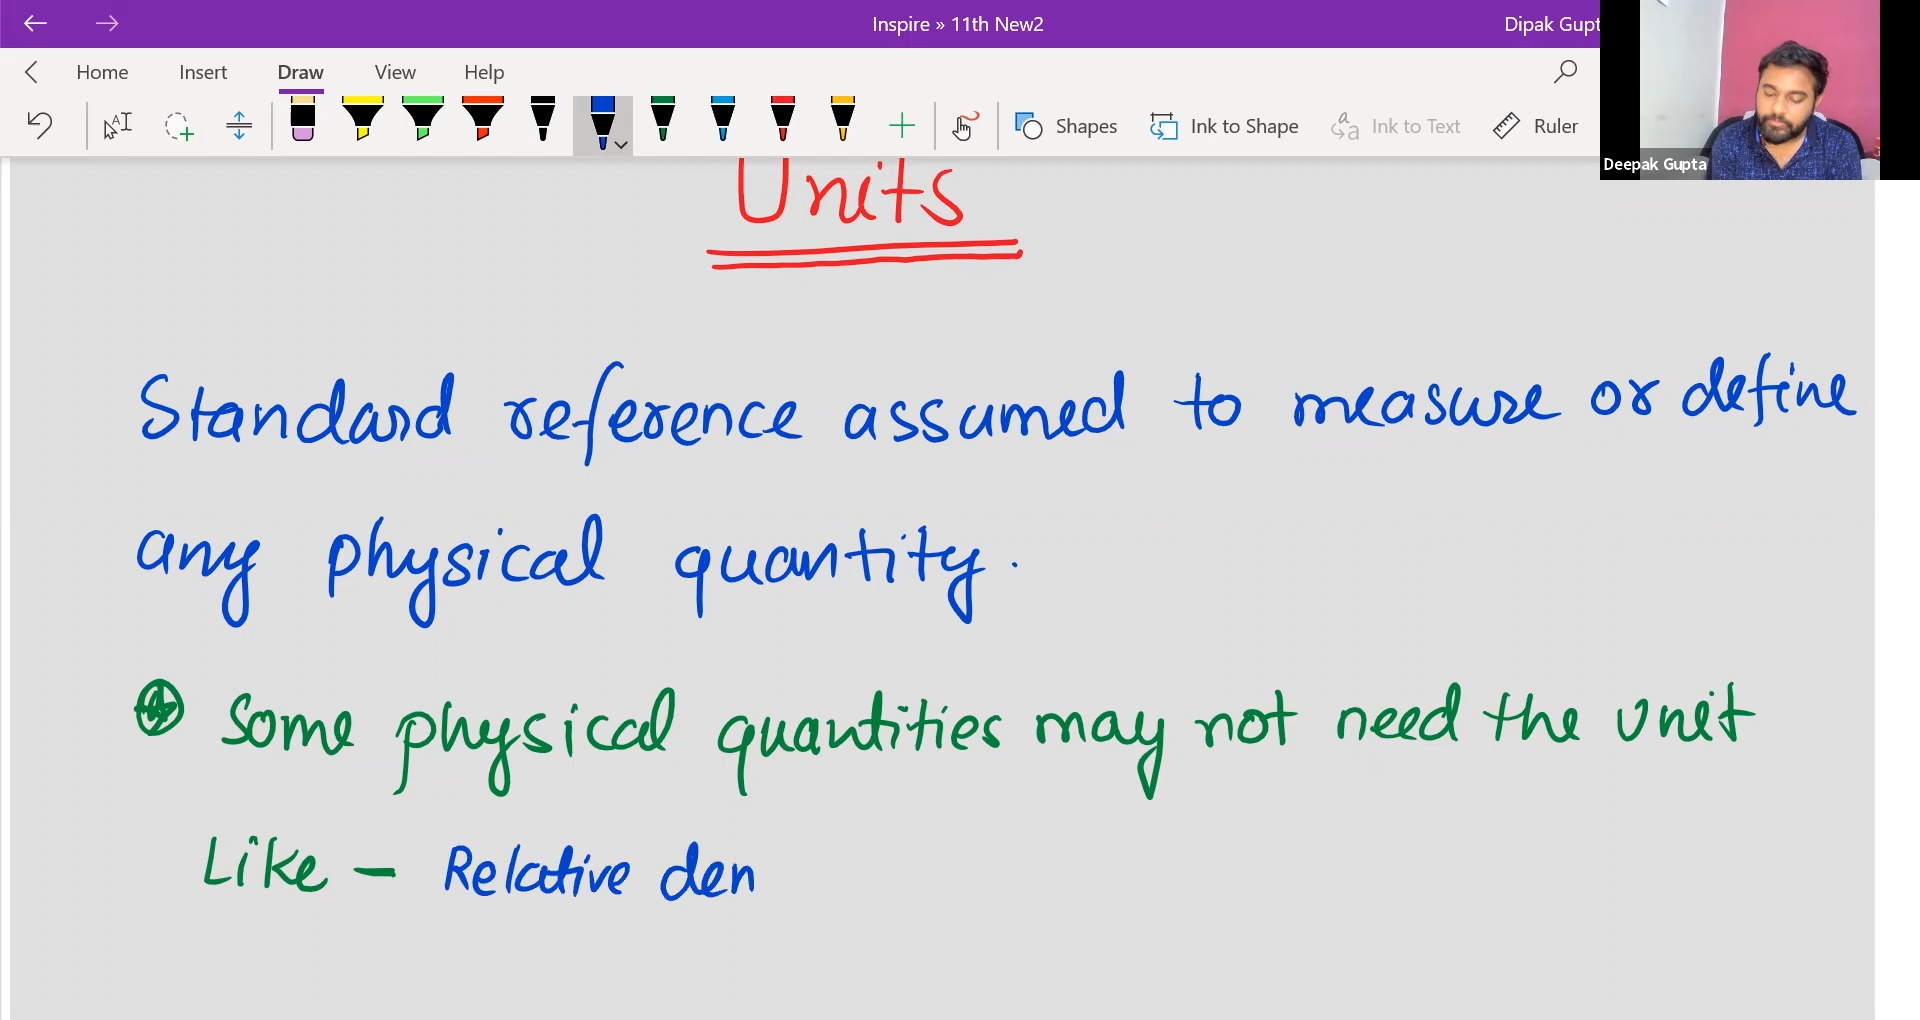 Inspire » 11th New2
Dipak Gupt
Home Insert Draw View Help
Shapes Ink to Shape Ink to Text Ruler
Deepak Gupta
Units
Standard reference assumed to measure or define
any physical quantity.
Some physical quantities may not need the unit
Like - Relative den